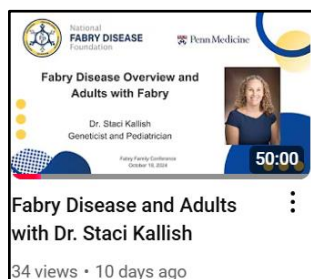 National
FABRY DISEASE
Foundation
Penn Medicine
Fabry Disease Overview and
Adults with Fabry
Dr. Staci Kallish
Geneticist and Pediatrician
Fabry Family Conference
October 19, 2024
50:00
Fabry Disease and Adults
with Dr. Staci Kallish
34 views • 10 days ago